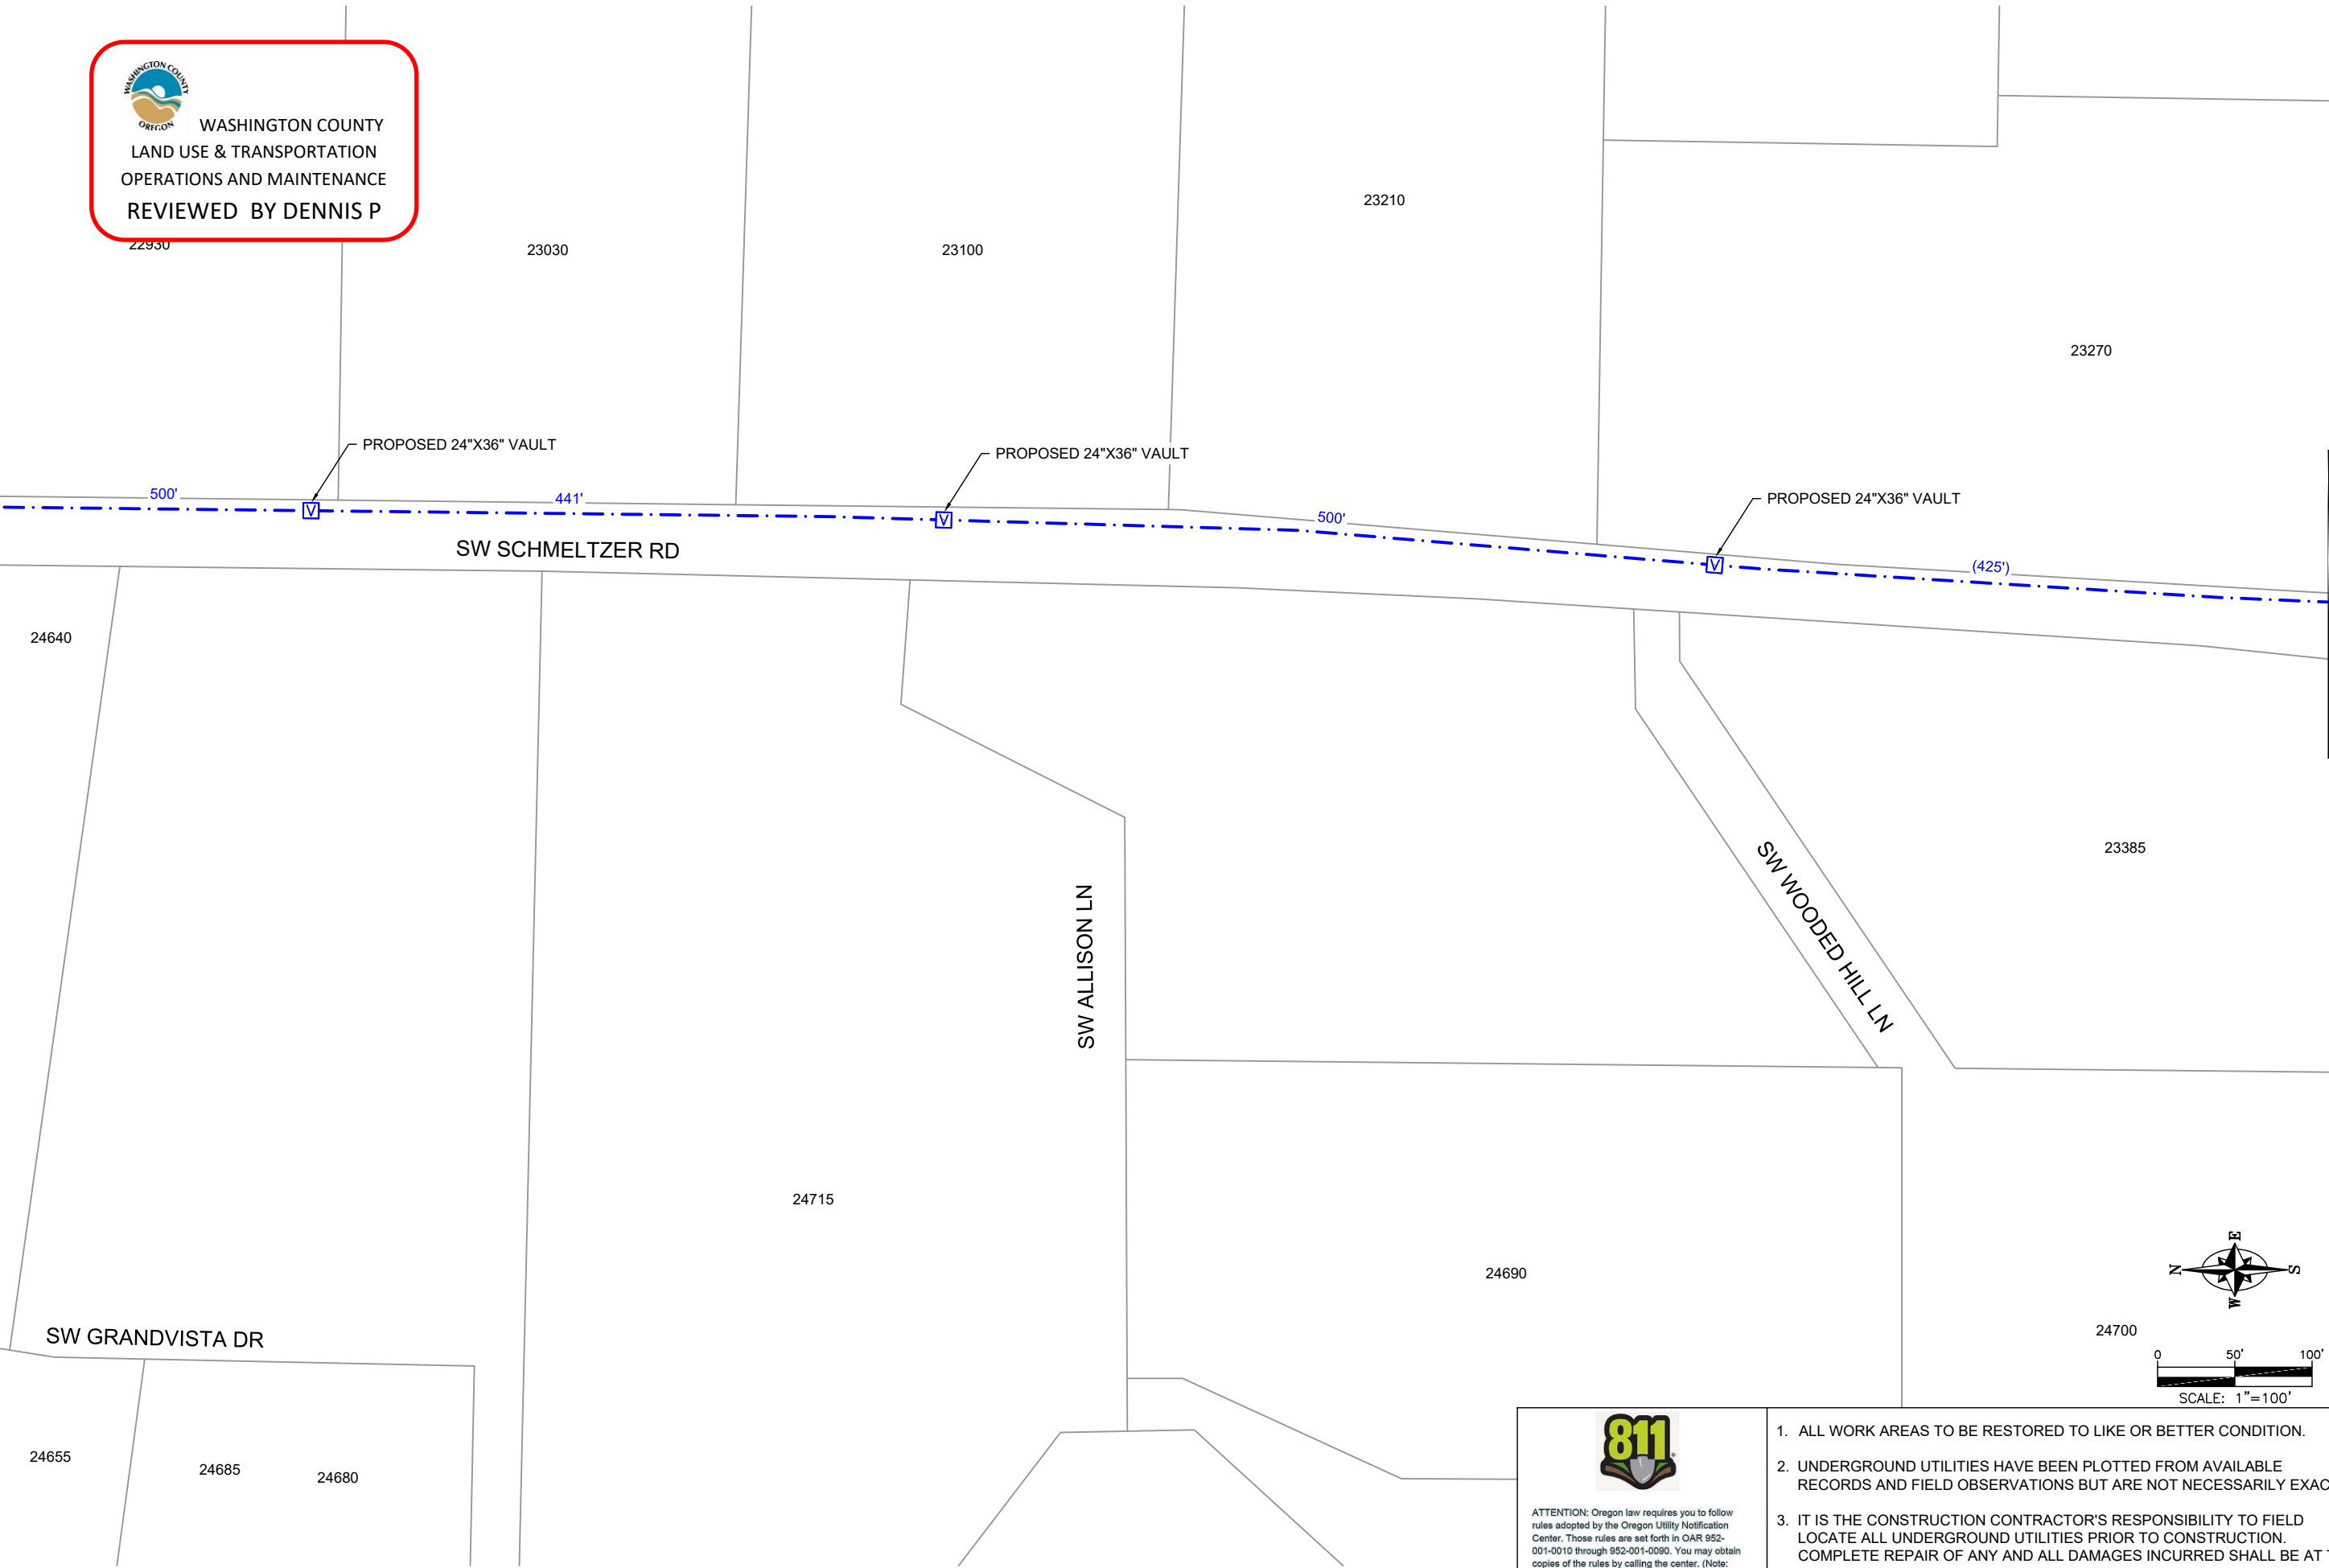 WASHINGTON COUNTY
OREGON
WASHINGTON COUNTY
LAND USE & TRANSPORTATION
OPERATIONS AND MAINTENANCE
REVIEWED BY DENNIS P
22930
23030
23100
23210
23270
PROPOSED 24"X36" VAULT
PROPOSED 24"X36" VAULT
PROPOSED 24"X36" VAULT
500'
441'
500'
(425')
V
V
V
SW SCHMELTZER RD
24640
SW ALLISON LN
SW WOODED HILL LN
23385
24715
24690
24700
SW GRANDVISTA DR
24655
24685
24680
N
E
S
W
0 50' 100'
SCALE: 1"=100'
811
ATTENTION: Oregon law requires you to follow
rules adopted by the Oregon Utility Notification
Center. Those rules are set forth in OAR 952-
001-0010 through 952-001-0090. You may obtain
copies of the rules by calling the center. (Note:
1. ALL WORK AREAS TO BE RESTORED TO LIKE OR BETTER CONDITION.
2. UNDERGROUND UTILITIES HAVE BEEN PLOTTED FROM AVAILABLE
RECORDS AND FIELD OBSERVATIONS BUT ARE NOT NECESSARILY EXAC
3. IT IS THE CONSTRUCTION CONTRACTOR'S RESPONSIBILITY TO FIELD
LOCATE ALL UNDERGROUND UTILITIES PRIOR TO CONSTRUCTION.
COMPLETE REPAIR OF ANY AND ALL DAMAGES INCURRED SHALL BE AT